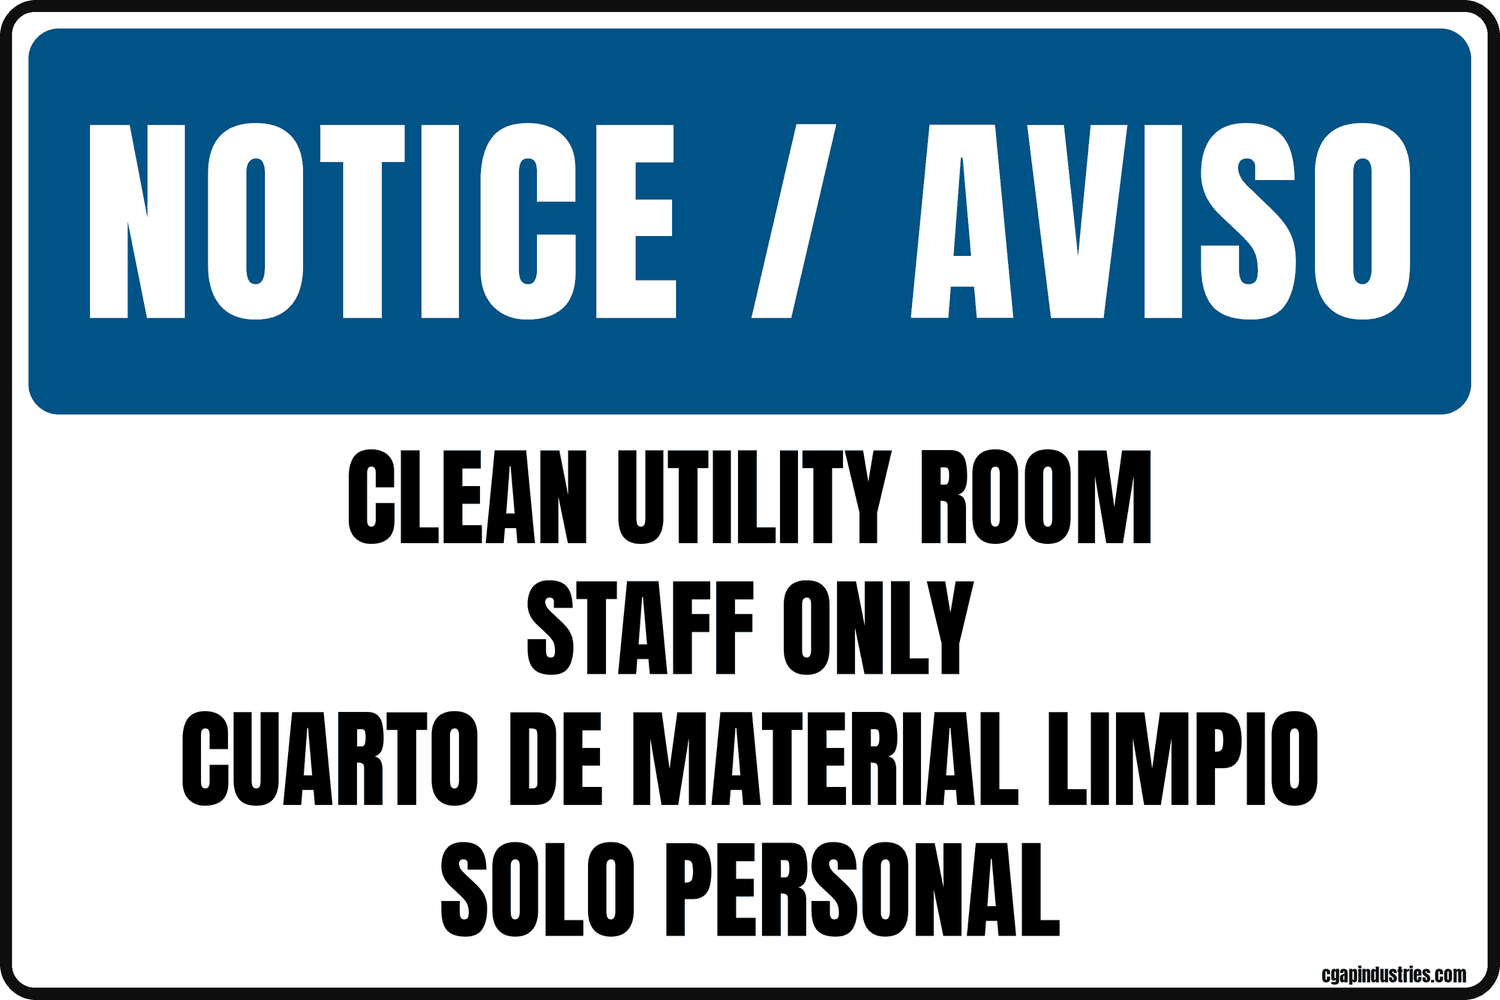 NOTICE / AVISO
CLEAN UTILITY ROOM
STAFF ONLY
CUARTO DE MATERIAL LIMPIO
SOLO PERSONAL
cgapindustries.com